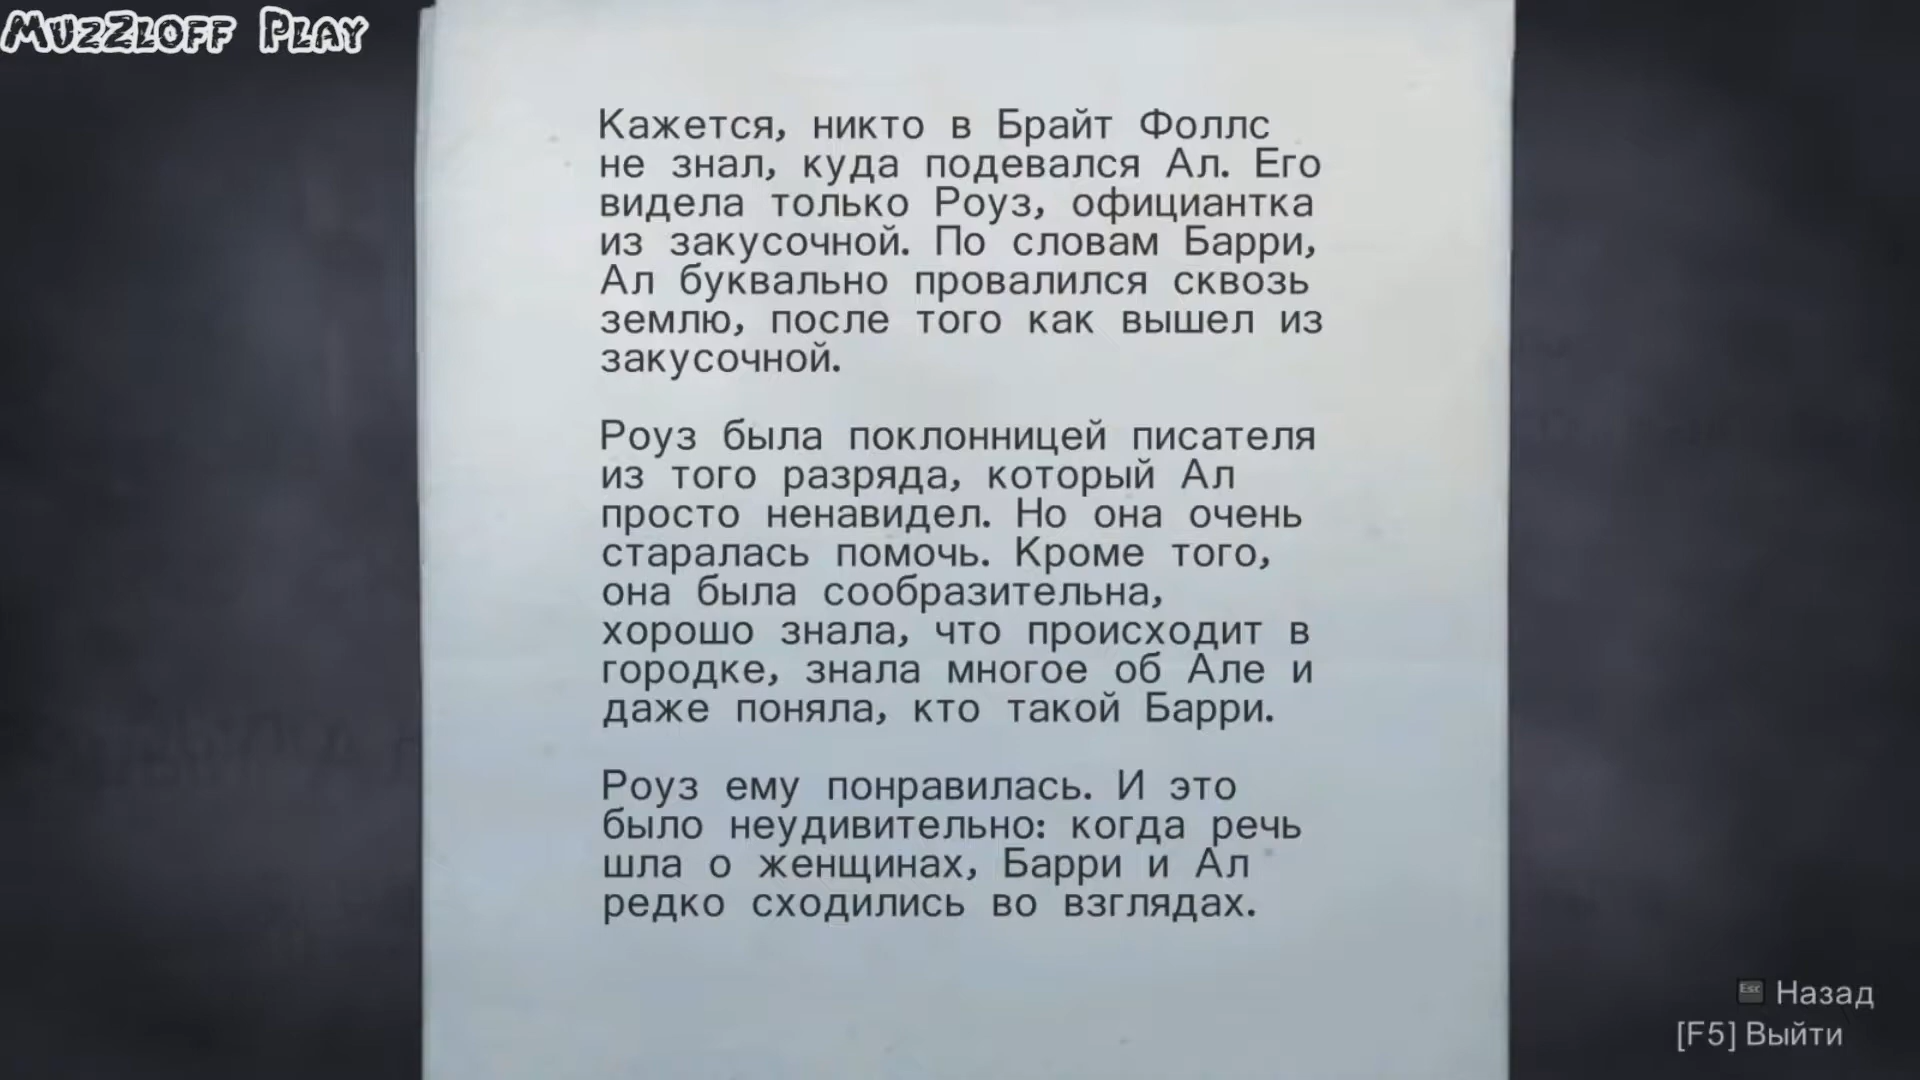 MuzZloff Play
Кажется, никто в Брайт Фоллс
не знал, куда подевался Ал. Его
видела только Роуз, официантка
из закусочной. По словам Барри,
Ал буквально провалился сквозь
землю, после того как вышел из
закусочной.
Роуз была поклонницей писателя
из того разряда, который Ал
просто ненавидел. Но она очень
старалась помочь. Кроме того,
она была сообразительна,
хорошо знала, что происходит в
городке, знала многое об Але и
даже поняла, кто такой Барри.
Роуз ему понравилась. И это
было неудивительно: когда речь
шла о женщинах, Барри и Ал
редко сходились во взглядах.
Esc Назад
[F5] Выйти